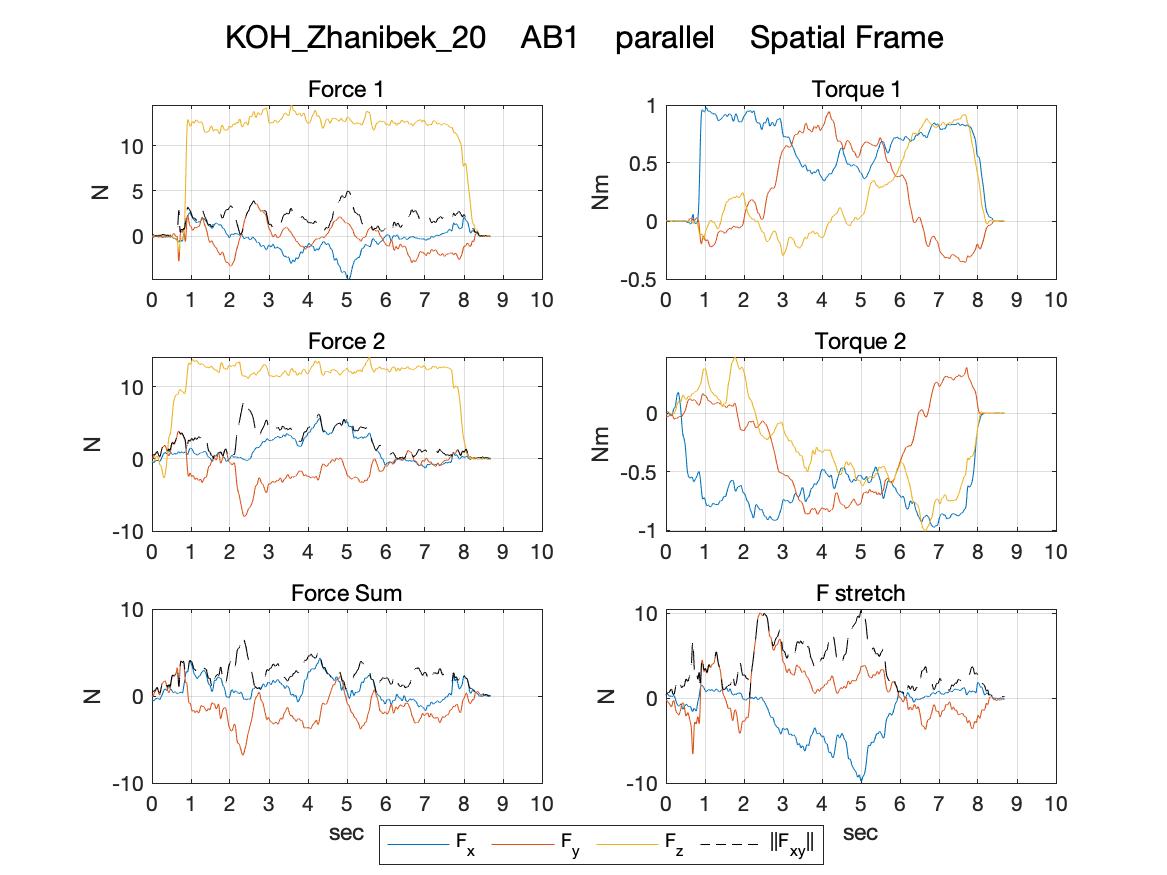 KOH_Zhanibek_20 AB1 parallel Spatial Frame
Force 1
N
10
5
0
0 1 2 3 4 5 6 7 8 9 10
Torque 1
Nm
1
0.5
0
-0.5
0 1 2 3 4 5 6 7 8 9 10
Force 2
N
10
0
-10
0 1 2 3 4 5 6 7 8 9 10
Torque 2
Nm
0
-0.5
-1
0 1 2 3 4 5 6 7 8 9 10
Force Sum
N
10
0
-10
0 1 2 3 4 5 6 7 8 9 10
sec
F stretch
N
10
0
-10
0 1 2 3 4 5 6 7 8 9 10
sec
Fx Fy Fz ||Fxy||